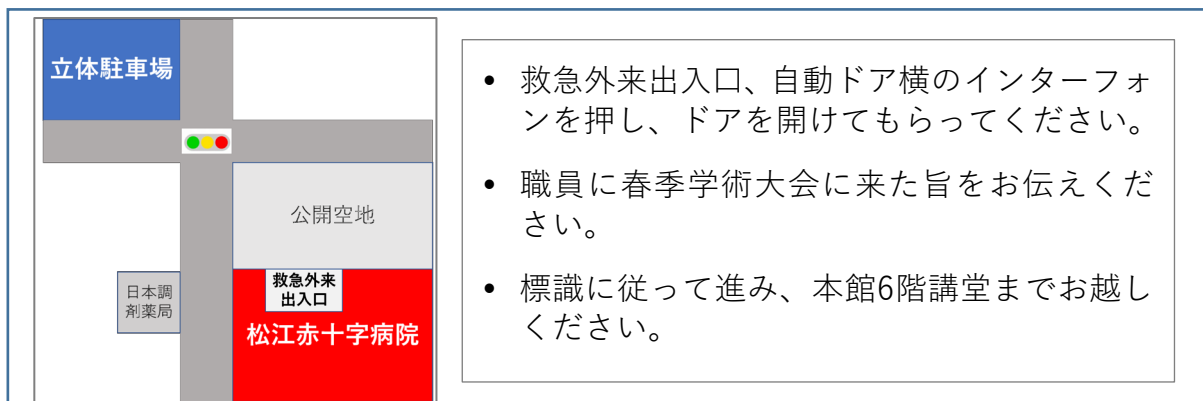 立体駐車場
公開空地
救急外来
出入口
日本調
剤薬局
松江赤十字病院
• 救急外来出入口、自動ドア横のインターフォ
ンを押し、ドアを開けてもらってください。
• 職員に春季学術大会に来た旨をお伝えくだ
さい。
• 標識に従って進み、本館6階講堂までお越し
ください。